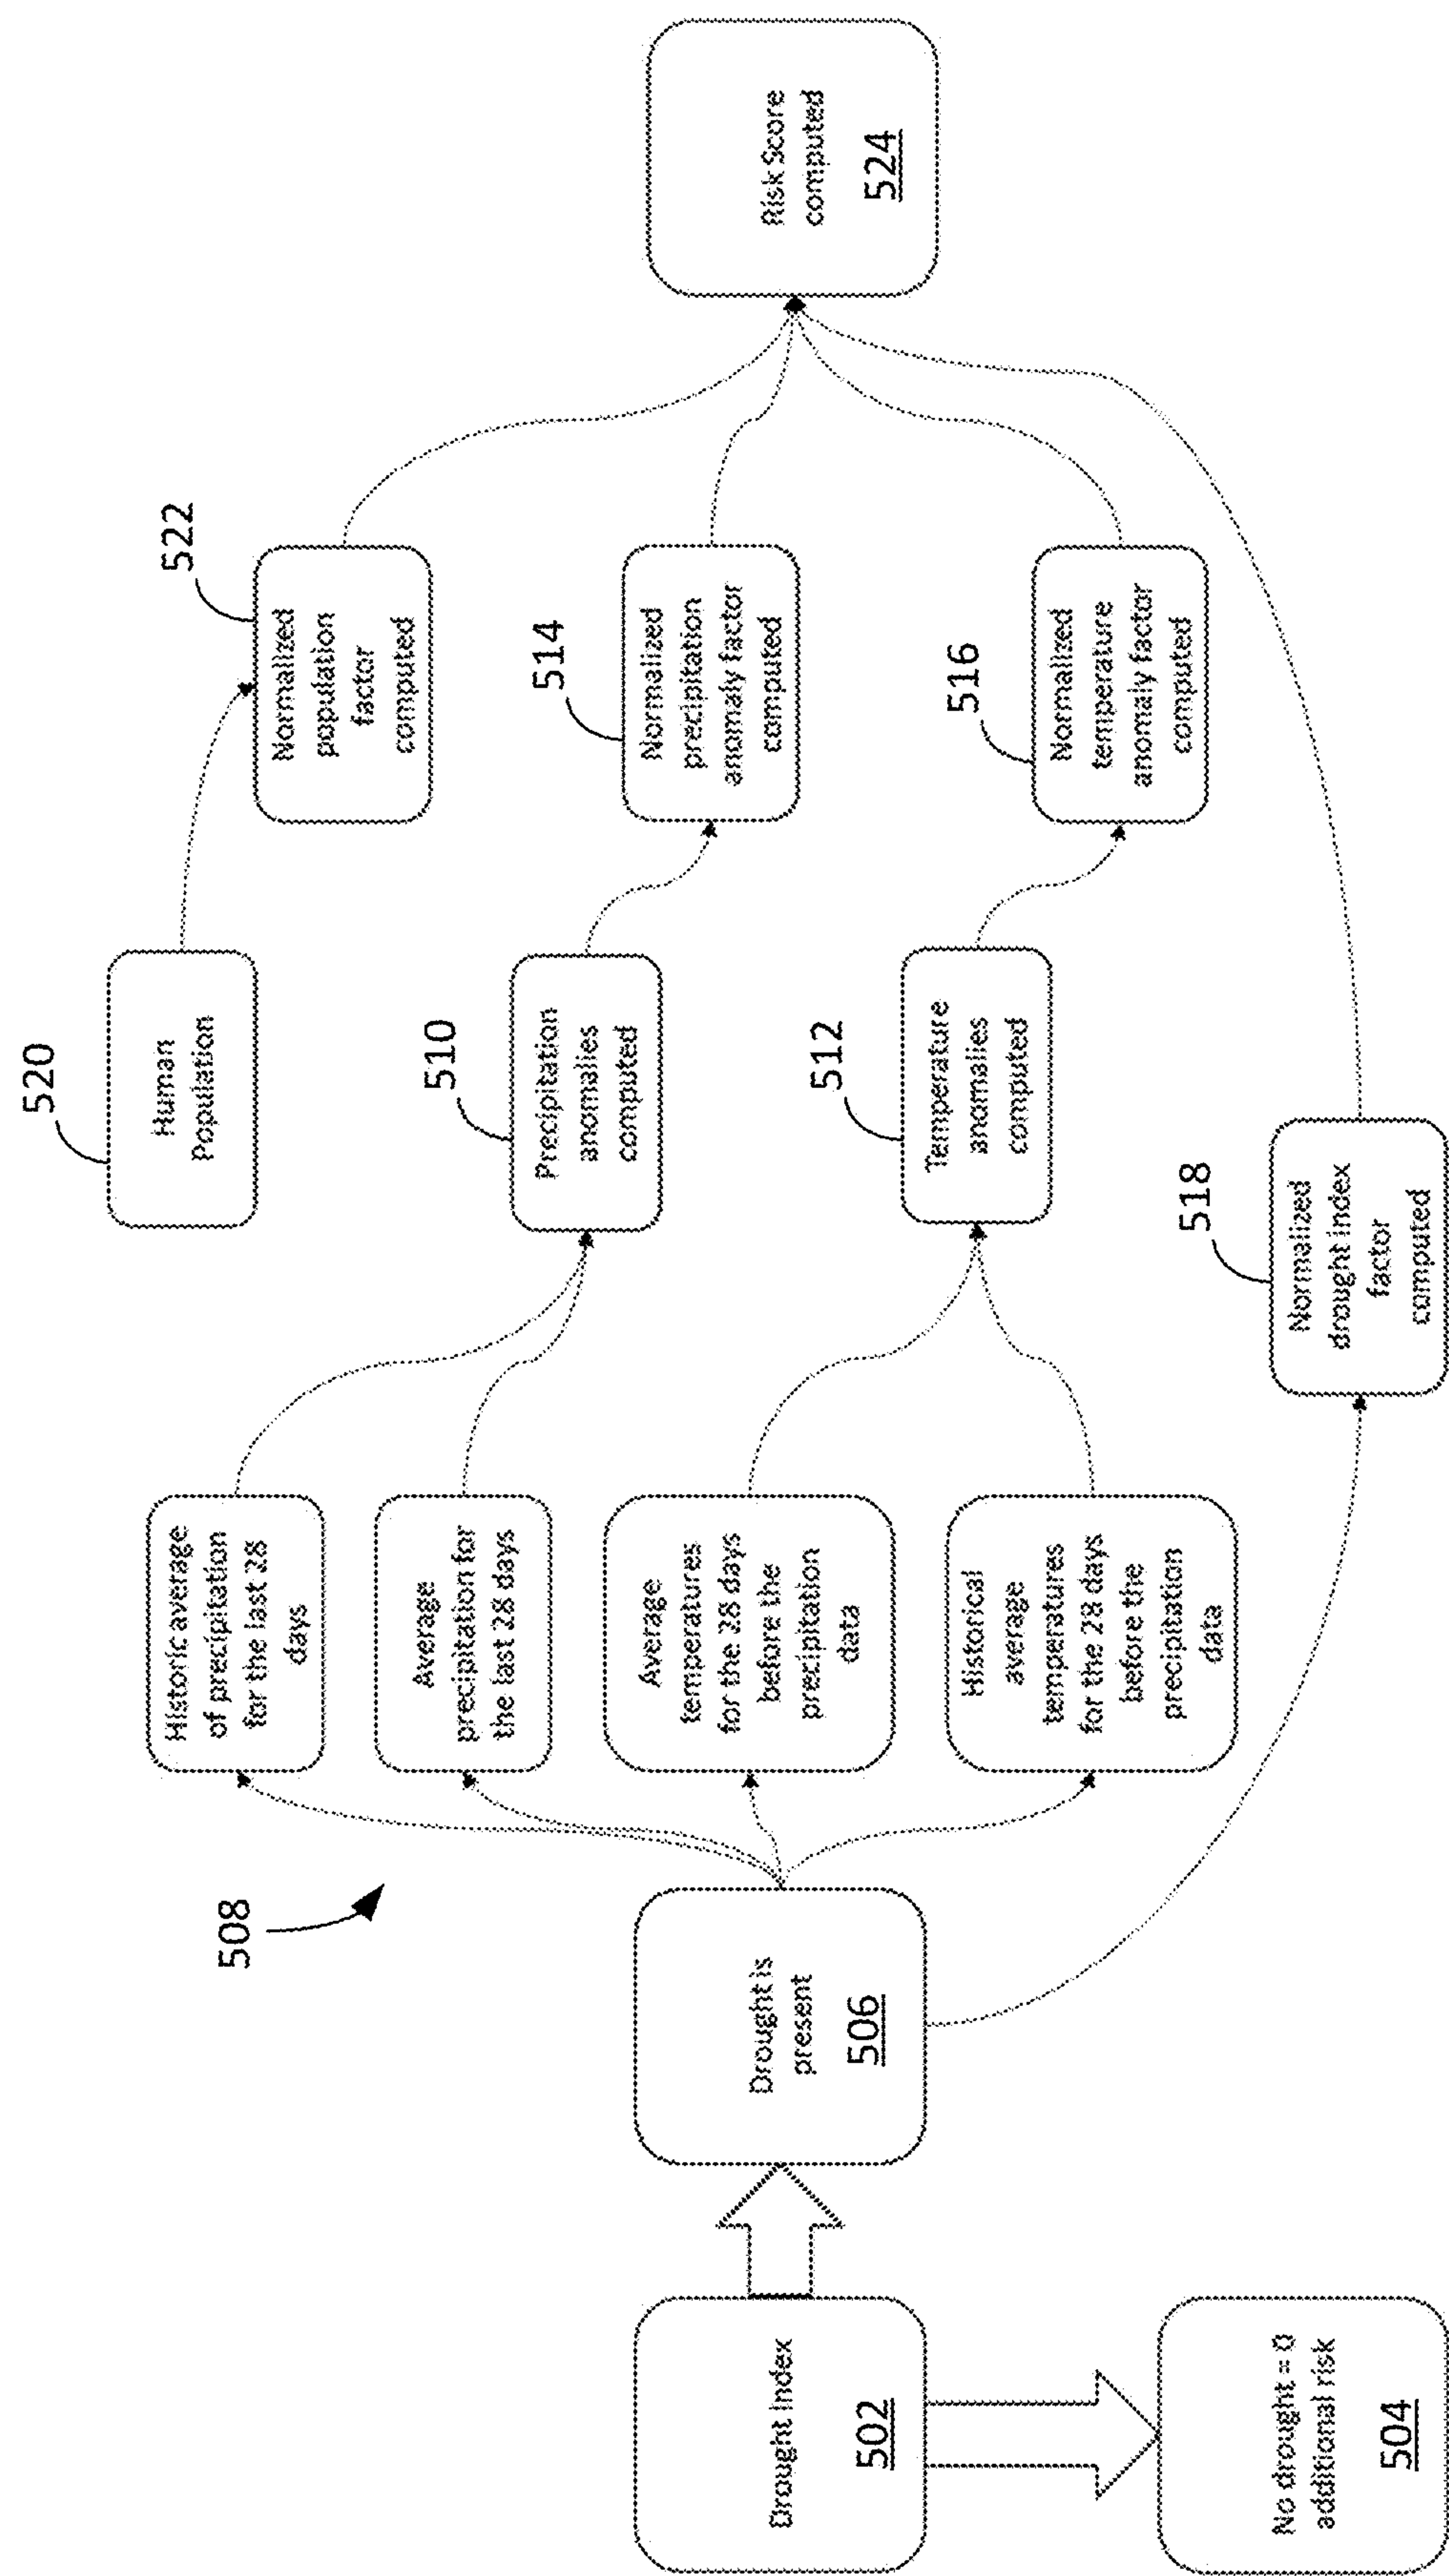 Drought Index
502
No drought = 0
additional risk
504
Drought is
present
506
508
Historic average
of precipitation
for the last 28
days
Average
precipitation for
the last 28 days
Average
temperatures
for the 28 days
before the
precipitation
data
Historical
average
temperatures
for the 28 days
before the
precipitation
data
520
Human
Population
510
Precipitation
anomalies
computed
512
Temperature
anomalies
computed
518
Normalized
drought index
factor
computed
522
Normalized
population
factor
computed
514
Normalized
precipitation
anomaly factor
computed
516
Normalized
temperature
anomaly factor
computed
Risk Score
computed
524